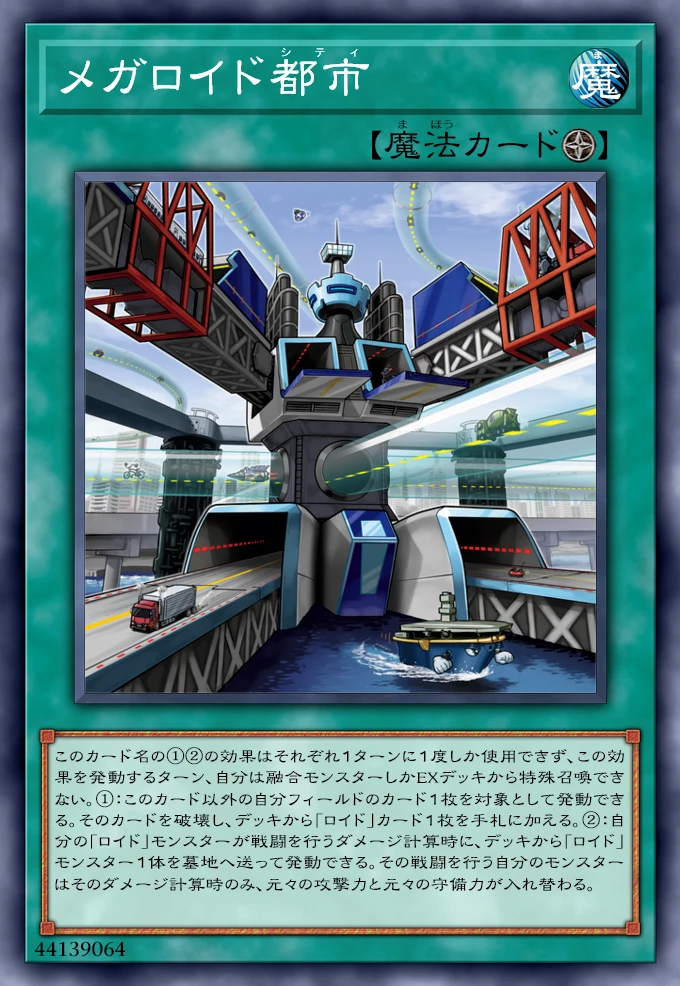 シティ
メガロイド都市
ま
魔
まほう
【魔法カード】
このカード名の①②の効果はそれぞれ1ターンに1度しか使用できず、この効
果を発動するターン、自分は融合モンスターしかEXデッキから特殊召喚でき
ない。①:このカード以外の自分フィールドのカード1枚を対象として発動でき
る。そのカードを破壊し、デッキから「ロイド」カード1枚を手札に加える。②:自
分の「ロイド」モンスターが戦闘を行うダメージ計算時に、デッキから「ロイド」
モンスター1体を墓地へ送って発動できる。その戦闘を行う自分のモンスター
はそのダメージ計算時のみ、元々の攻撃力と元々の守備力が入れ替わる。
44139064